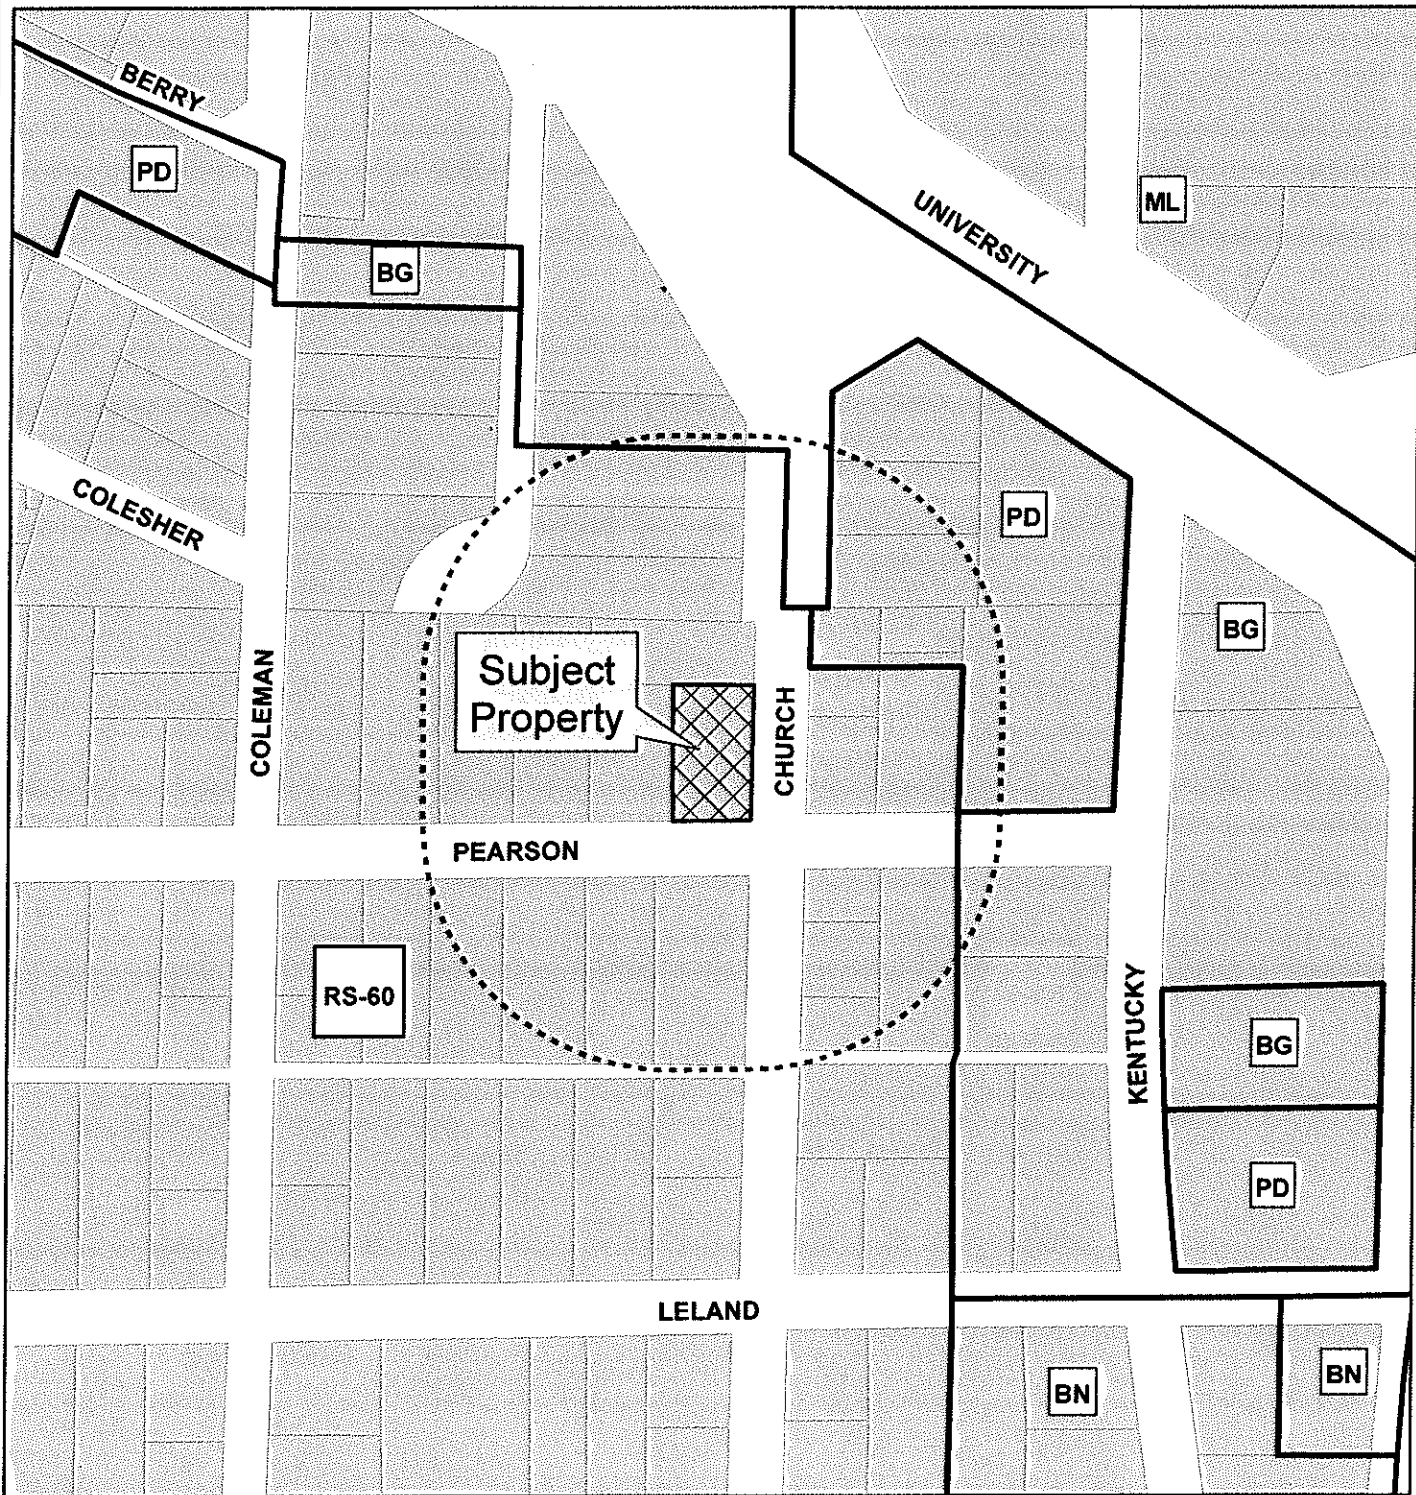 BERRY
PD
ML
UNIVERSITY
BG
COLESHER
PD
BG
Subject
Property
COLEMAN
CHURCH
PEARSON
RS-60
KENTUCKY
BG
PD
LELAND
BN
BN